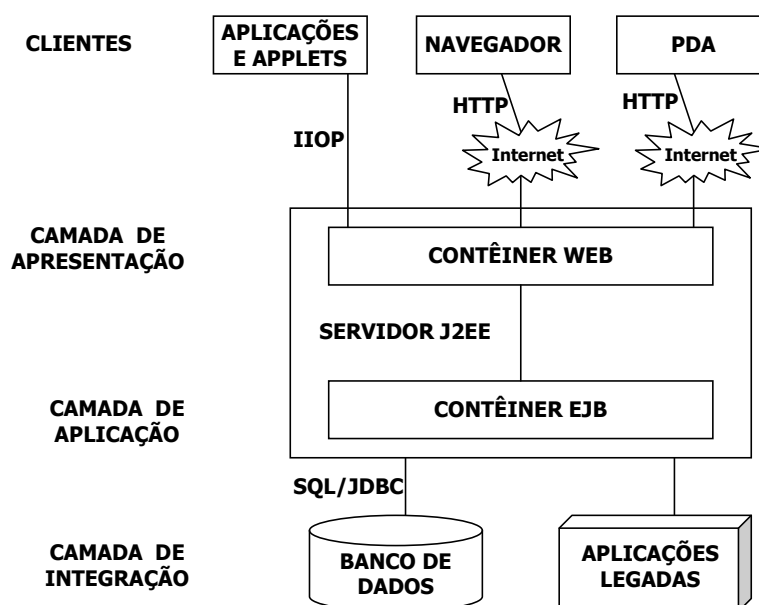 CLIENTES
APLICAÇÕES
E APPLETS
NAVEGADOR
PDA
HTTP
HTTP
IIOP
Internet
Internet
CAMADA DE
APRESENTAÇÃO
CONTÊINER WEB
SERVIDOR J2EE
CAMADA DE
APLICAÇÃO
CONTÊINER EJB
SQL/JDBC
CAMADA DE
INTEGRAÇÃO
BANCO DE
DADOS
APLICAÇÕES
LEGADAS